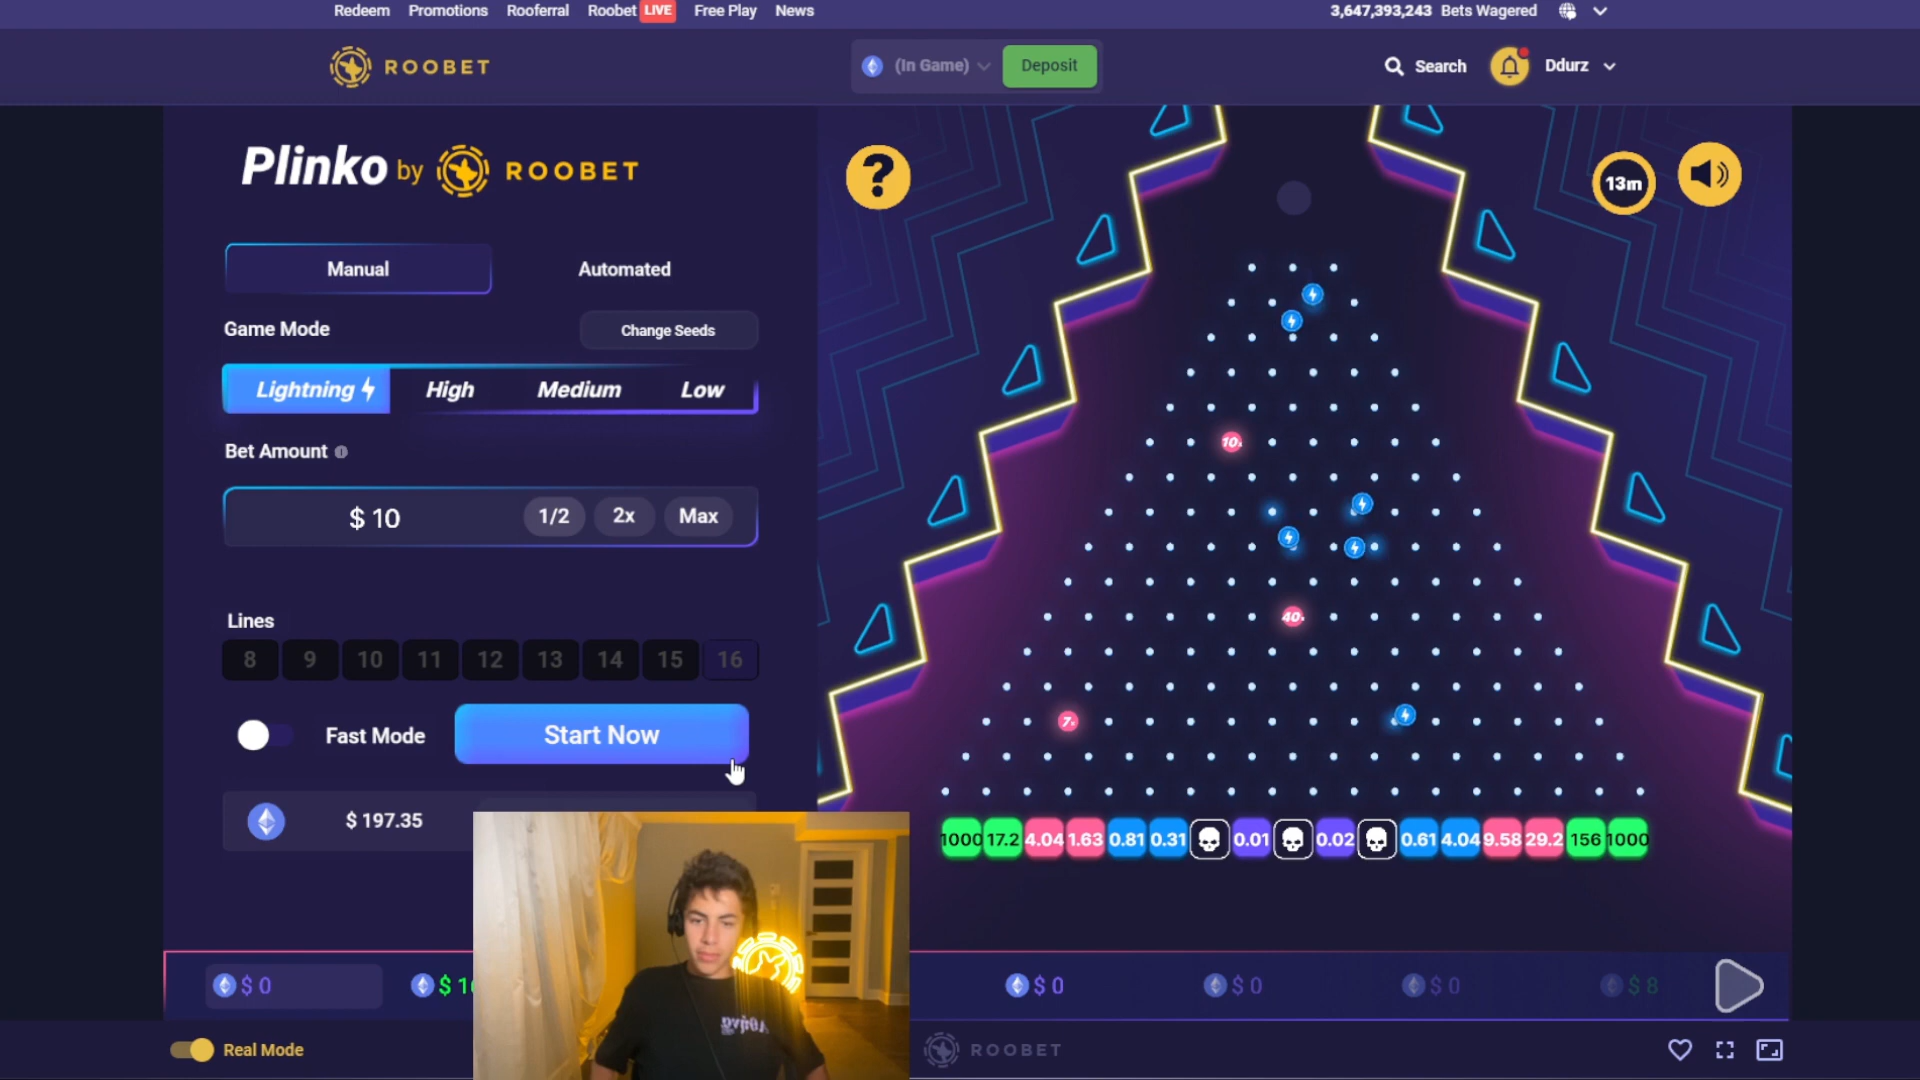 Redeem Promotions Rooferral Roobet LIVE Free Play News 3,647,393,243 Bets Wagered
ROOBET (In Game) Deposit Search Ddurz
Plinko by ROOBET
? 13m
Manual Automated
Game Mode Change Seeds
Lightning High Medium Low
Bet Amount
10x
$ 10 1/2 2x Max
40x
Lines
8 9 10 11 12 13 14 15 16
7x
Fast Mode Start Now
$ 197.35
1000 17.2 4.04 1.63 0.81 0.31 0.01 0.02 0.61 4.04 9.58 29.2 156 1000
$ 0 $ 0 $ 0 $ 0 $ 8
Real Mode ROOBET